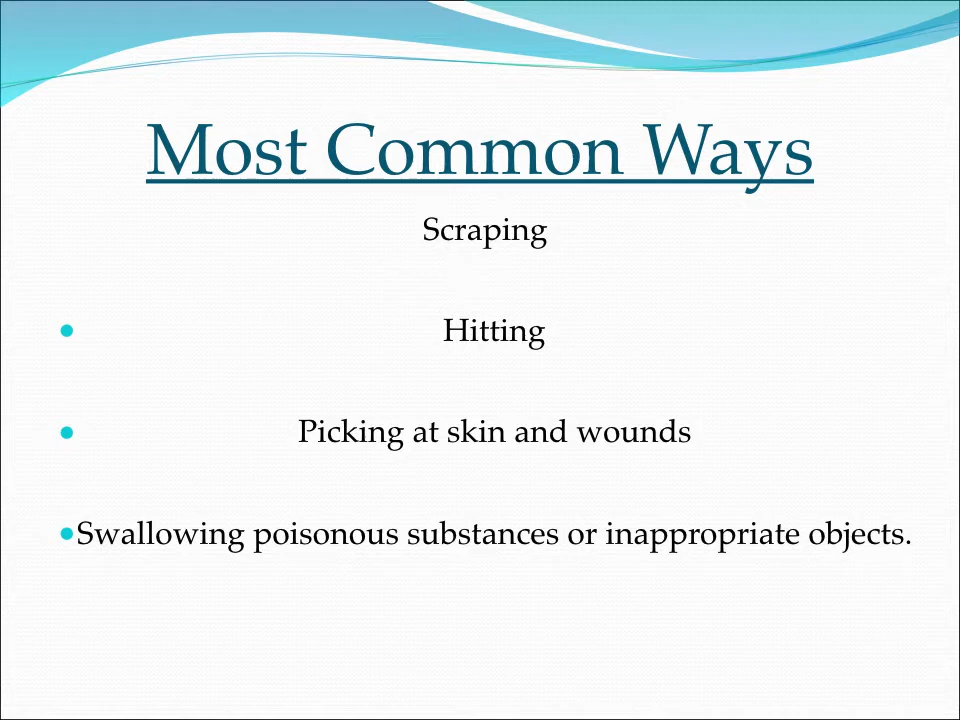 Most Common Ways
Scraping
• Hitting
• Picking at skin and wounds
•Swallowing poisonous substances or inappropriate objects.